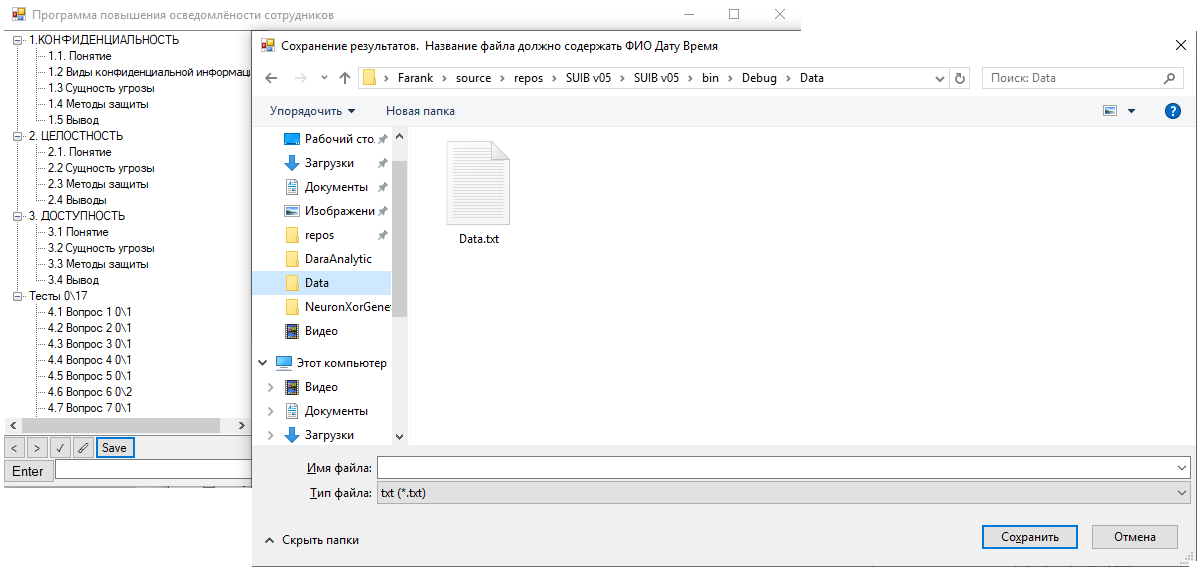 Программа повышения осведомлёности сотрудников
1.КОНФИДЕНЦИАЛЬНОСТЬ
1.1. Понятие
1.2 Виды конфиденциальной информаци
1.3 Сущность угрозы
1.4 Методы защиты
1.5 Вывод
2. ЦЕЛОСТНОСТЬ
2.1. Понятие
2.2 Сущность угрозы
2.3 Методы защиты
2.4 Выводы
3. ДОСТУПНОСТЬ
3.1 Понятие
3.2 Сущность угрозы
3.3 Методы защиты
3.4 Вывод
Тесты 0\17
4.1 Вопрос 1 0\1
4.2 Вопрос 2 0\1
4.3 Вопрос 3 0\1
4.4 Вопрос 4 0\1
4.5 Вопрос 5 0\1
4.6 Вопрос 6 0\2
4.7 Вопрос 7 0\1
< > ✓ Save
Enter
Сохранение результатов. Название файла должно содержать ФИО Дату Время
Farank > source > repos > SUIB v05 > SUIB v05 > bin > Debug > Data
Поиск: Data
Упорядочить Новая папка
Рабочий сто.
Загрузки
Документы
Изображени
repos
DaraAnalytic
Data
NeuronXorGenet
Видео
Этот компьютер
Видео
Документы
Загрузки
Data.txt
Имя файла:
Тип файла: txt (*.txt)
Скрыть папки
Сохранить Отмена